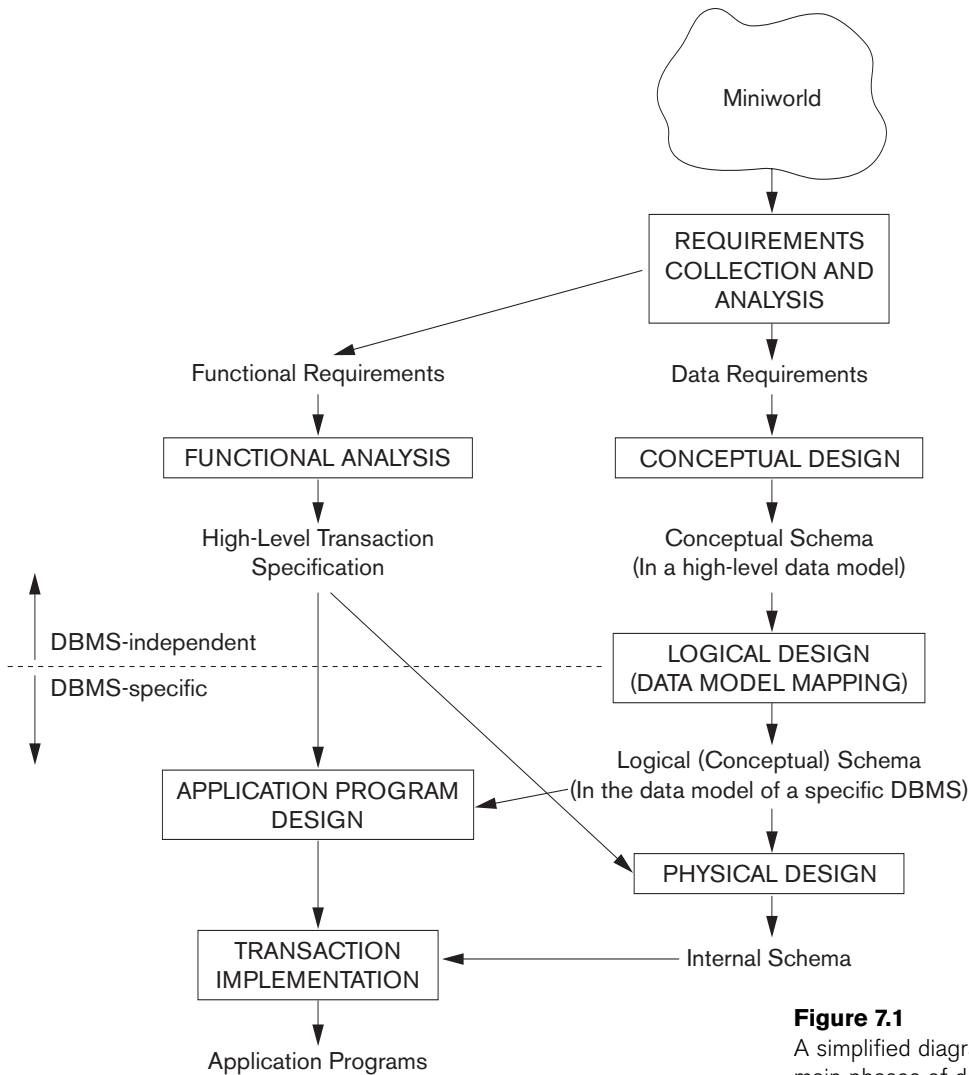 Miniworld
REQUIREMENTS
COLLECTION AND
ANALYSIS
Functional Requirements
Data Requirements
FUNCTIONAL ANALYSIS
CONCEPTUAL DESIGN
High-Level Transaction
Specification
Conceptual Schema
(In a high-level data model)
DBMS-independent
DBMS-specific
LOGICAL DESIGN
(DATA MODEL MAPPING)
Logical (Conceptual) Schema
(In the data model of a specific DBMS)
APPLICATION PROGRAM
DESIGN
PHYSICAL DESIGN
TRANSACTION
IMPLEMENTATION
Internal Schema
Application Programs
Figure 7.1
A simplified diagra
main phases of d